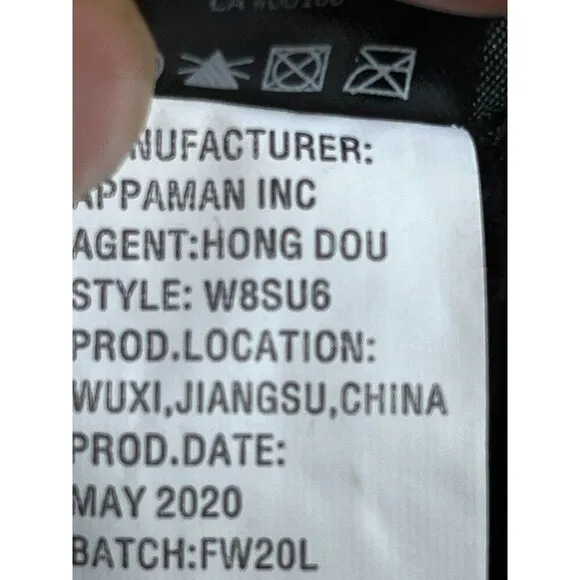 NUFACTURER:
APPAMAN INC
AGENT:HONG DOU
STYLE: W8SU6
PROD.LOCATION:
WUXI,JIANGSU,CHINA
PROD.DATE:
MAY 2020
BATCH:FW20L